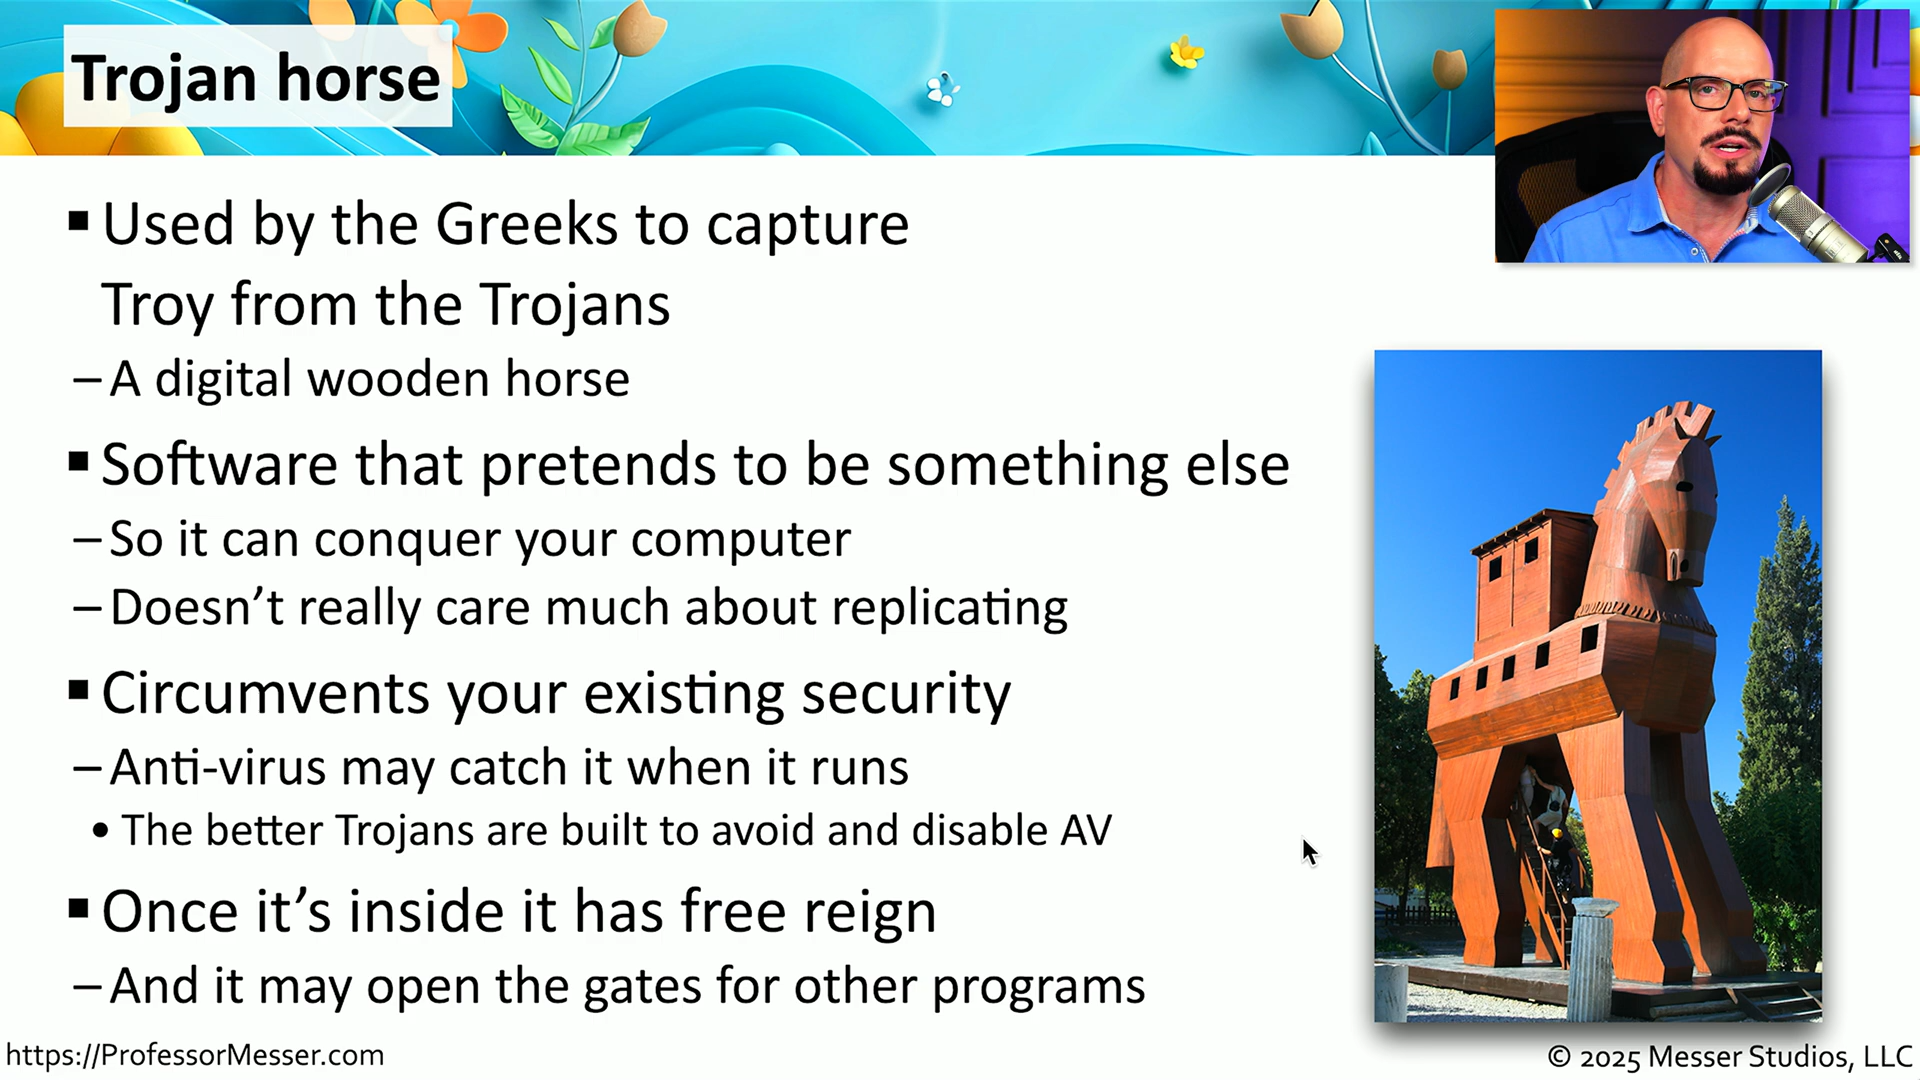 Trojan horse
▪ Used by the Greeks to capture
Troy from the Trojans
– A digital wooden horse
▪ Software that pretends to be something else
– So it can conquer your computer
– Doesn’t really care much about replicating
▪ Circumvents your existing security
– Anti-virus may catch it when it runs
• The better Trojans are built to avoid and disable AV
▪ Once it’s inside it has free reign
– And it may open the gates for other programs
https://ProfessorMesser.com
© 2025 Messer Studios, LLC